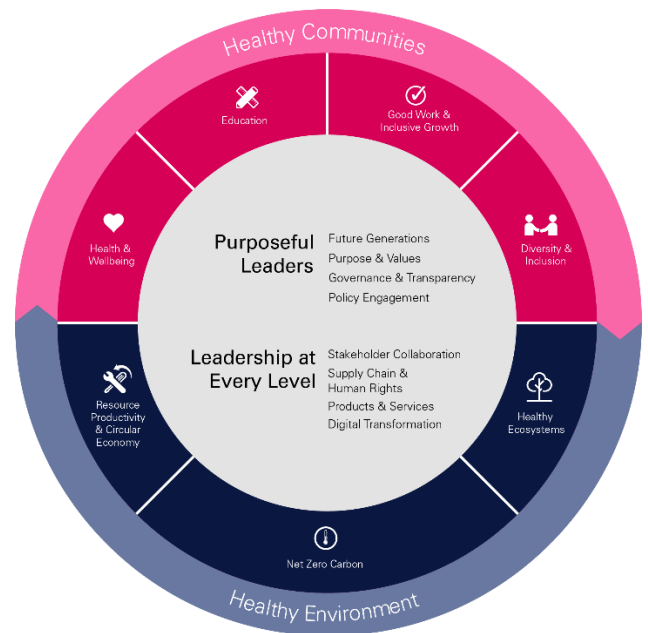 Healthy Communities
Education
Good Work &
Inclusive Growth
Health &
Wellbeing
Diversity &
Inclusion
Purposeful
Leaders
Future Generations
Purpose & Values
Governance & Transparency
Policy Engagement
Leadership at
Every Level
Stakeholder Collaboration
Supply Chain &
Human Rights
Products & Services
Digital Transformation
Resource
Productivity
& Circular
Economy
Healthy
Ecosystems
Net Zero Carbon
Healthy Environment